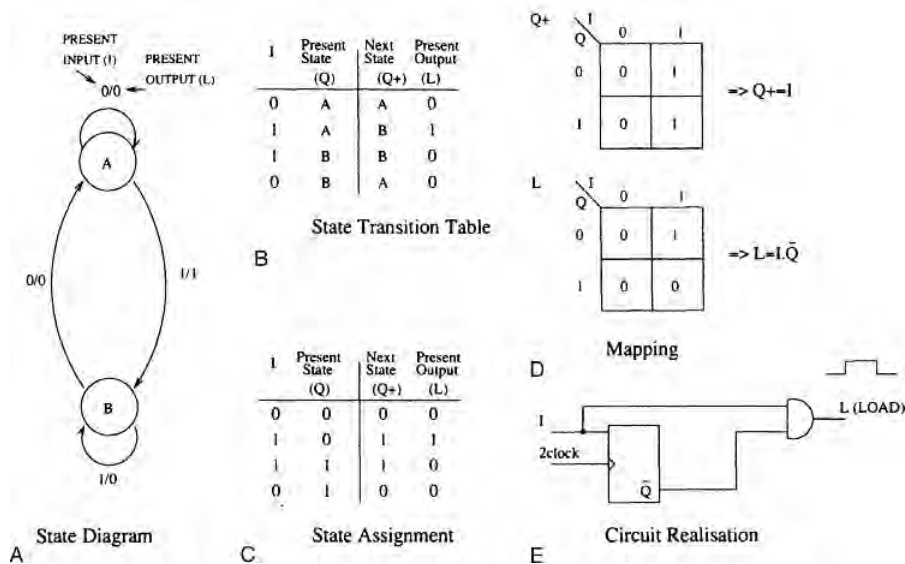 PRESENT
INPUT (I)
PRESENT
OUTPUT (L)
0/0
A
0/0
1/1
B
1/0
State Diagram
A
I Present State (Q) Next State (Q+) Present Output (L)
0 A A 0
1 A B 1
1 B B 0
0 B A 0
State Transition Table
B
I Present State (Q) Next State (Q+) Present Output (L)
0 0 0 0
1 0 1 1
1 1 1 0
0 1 0 0
State Assignment
C
Q+ I
Q 0 1
0 0 1
1 0 1
=> Q+=I
L I
Q 0 1
0 0 1
1 0 0
=> L=I.Q̄
Mapping
D
I
2clock
Q̄
L (LOAD)
Circuit Realisation
E